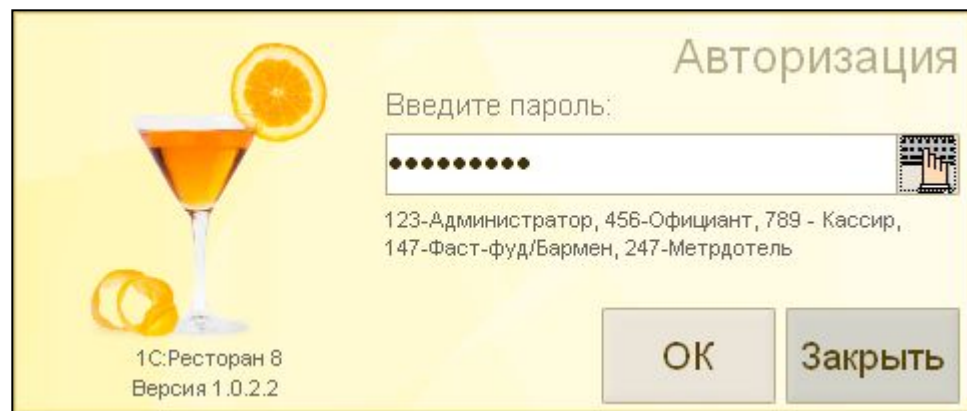 Авторизация
Введите пароль:
•••••••••
123-Администратор, 456-Официант, 789 - Кассир,
147-Фаст-фуд/Бармен, 247-Метрдотель
ОК
Закрыть
1С:Ресторан 8
Версия 1.0.2.2